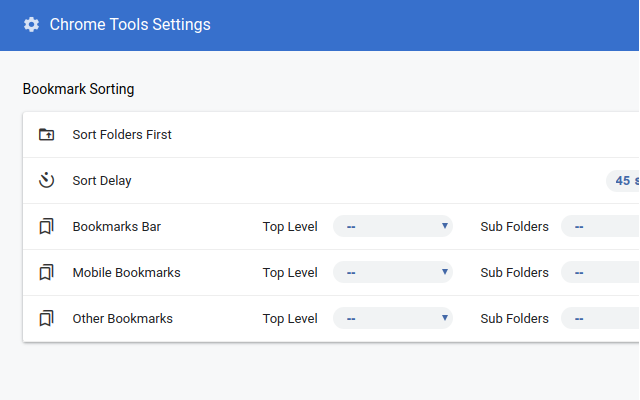 Chrome Tools Settings
Bookmark Sorting
Sort Folders First
Sort Delay 45
Bookmarks Bar Top Level -- Sub Folders --
Mobile Bookmarks Top Level -- Sub Folders --
Other Bookmarks Top Level -- Sub Folders --